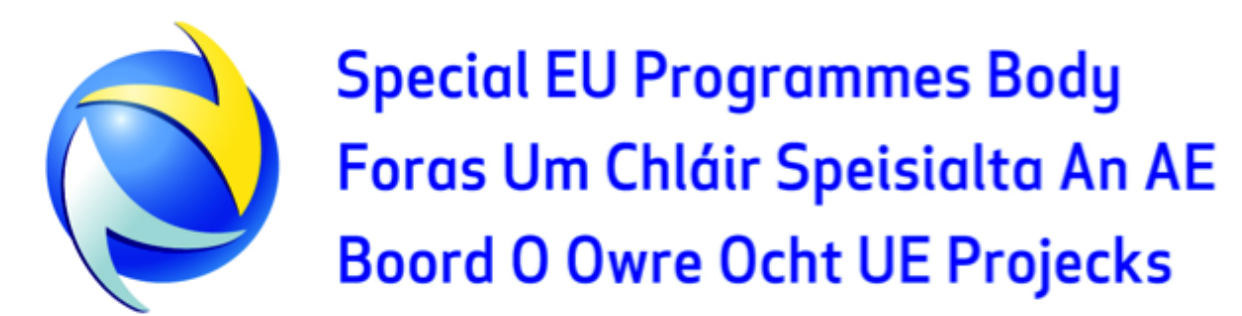 Special EU Programmes Body
Foras Um Chláir Speisialta An AE
Boord O Owre Ocht UE Projecks